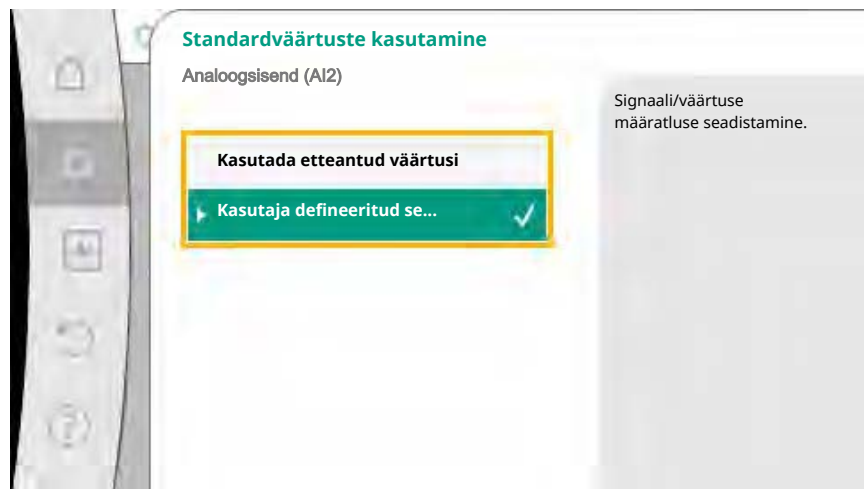 Standardväärtuste kasutamine
Analoogsisend (AI2)
Signaali/väärtuse
määratluse seadistamine.
Kasutada etteantud väärtusi
Kasutaja defineeritud se...